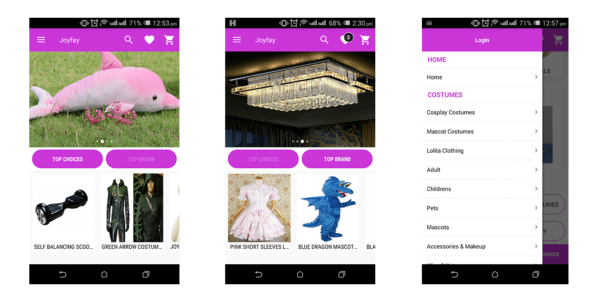 71% 12:53 pm
Joyfay
TOP CHOICES
TOP BRAND
SELF BALANCING SCOO..
GREEN ARROW COSTUM..
JOY
68% 2:30 pm
Joyfay
2
TOP CHOICES
TOP BRAND
PINK SHORT SLEEVES L...
BLUE DRAGON MASCOT...
BLA
71% 12:57 pm
Login
HOME
Home
COSTUMES
Cosplay Costumes
Mascot Costumes
Lolita Clothing
Adult
Childrens
Pets
Mascots
Accessories & Makeup
LS
UMES
Y